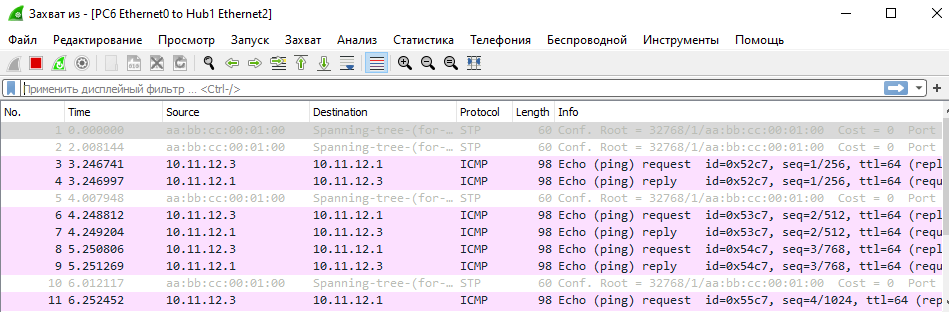 Захват из - [PC6 Ethernet0 to Hub1 Ethernet2]
Файл Редактирование Просмотр Запуск Захват Анализ Статистика Телефония Беспроводной Инструменты Помощь
Применить дисплейный фильтр ... <Ctrl-/>
No. Time Source Destination Protocol Length Info
1 0.000000 aa:bb:cc:00:01:00 Spanning-tree-(for-… STP 60 Conf. Root = 32768/1/aa:bb:cc:00:01:00 Cost = 0 Port
2 2.008144 aa:bb:cc:00:01:00 Spanning-tree-(for-… STP 60 Conf. Root = 32768/1/aa:bb:cc:00:01:00 Cost = 0 Port
3 3.246741 10.11.12.3 10.11.12.1 ICMP 98 Echo (ping) request id=0x52c7, seq=1/256, ttl=64 (repl
4 3.246997 10.11.12.1 10.11.12.3 ICMP 98 Echo (ping) reply id=0x52c7, seq=1/256, ttl=64 (requ
5 4.007948 aa:bb:cc:00:01:00 Spanning-tree-(for-… STP 60 Conf. Root = 32768/1/aa:bb:cc:00:01:00 Cost = 0 Port
6 4.248812 10.11.12.3 10.11.12.1 ICMP 98 Echo (ping) request id=0x53c7, seq=2/512, ttl=64 (repl
7 4.249204 10.11.12.1 10.11.12.3 ICMP 98 Echo (ping) reply id=0x53c7, seq=2/512, ttl=64 (requ
8 5.250806 10.11.12.3 10.11.12.1 ICMP 98 Echo (ping) request id=0x54c7, seq=3/768, ttl=64 (repl
9 5.251269 10.11.12.1 10.11.12.3 ICMP 98 Echo (ping) reply id=0x54c7, seq=3/768, ttl=64 (requ
10 6.012117 aa:bb:cc:00:01:00 Spanning-tree-(for-… STP 60 Conf. Root = 32768/1/aa:bb:cc:00:01:00 Cost = 0 Port
11 6.252452 10.11.12.3 10.11.12.1 ICMP 98 Echo (ping) request id=0x55c7, seq=4/1024, ttl=64 (rep